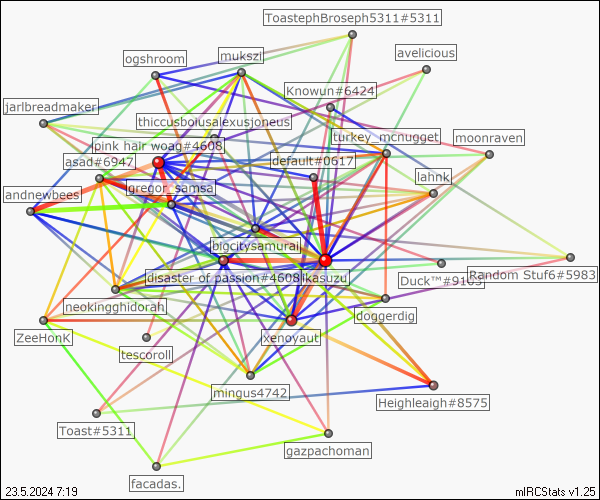 ToastephBroseph5311#5311
ogshroom
mukszi
avelicious
Knowun#6424
jarlbreadmaker
thiccusboiusalexusjoneus
turkey_mcnugget
moonraven
pink hair woag#4608
asad#6947
default#0617
lahnk
andnewbees
gregor_samsa
bigcitysamurai
disaster of passion#4608
ikasuzu
Duck™#9103
Random Stuf6#5983
neokingghidorah
doggerdig
ZeeHonK
xenoyaut
tescoroll
mingus4742
Heighleaigh#8575
Toast#5311
gazpachoman
facadas.
23.5.2024 7:19
mIRCStats v1.25